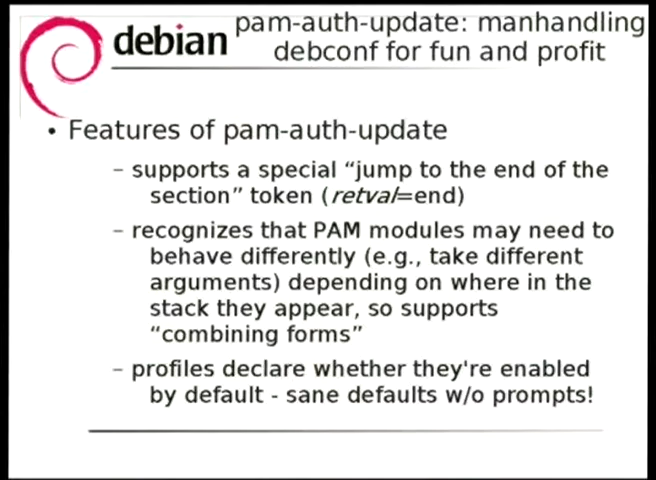 debian
pam-auth-update: manhandling
debconf for fun and profit
• Features of pam-auth-update
– supports a special “jump to the end of the
section” token (retval=end)
– recognizes that PAM modules may need to
behave differently (e.g., take different
arguments) depending on where in the
stack they appear, so supports
“combining forms”
– profiles declare whether they're enabled
by default - sane defaults w/o prompts!